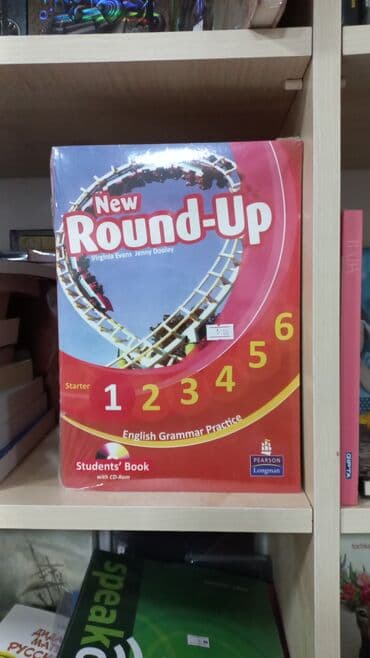 New
Round-Up
Virginia Evans Jenny Dooley
Starter 1 2 3 4 5 6
English Grammar Practice
Students' Book
with CD-Rom
PEARSON
Longman
speak
РУСС